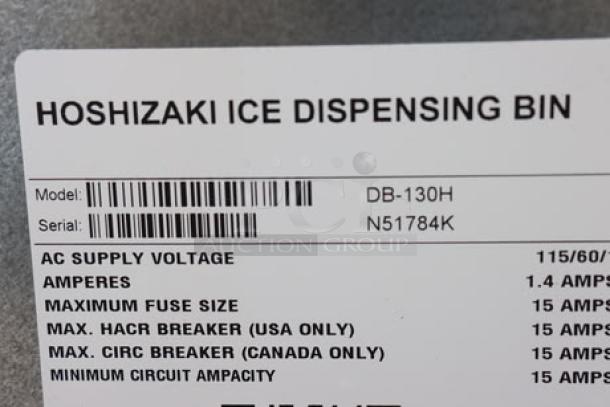 HOSHIZAKI ICE DISPENSING BIN
Model: DB-130H
Serial: N51784K
AUCTION GROUP
AC SUPPLY VOLTAGE 115/60/1
AMPERES 1.4 AMPS
MAXIMUM FUSE SIZE 15 AMPS
MAX. HACR BREAKER (USA ONLY) 15 AMPS
MAX. CIRC BREAKER (CANADA ONLY) 15 AMPS
MINIMUM CIRCUIT AMPACITY 15 AMPS